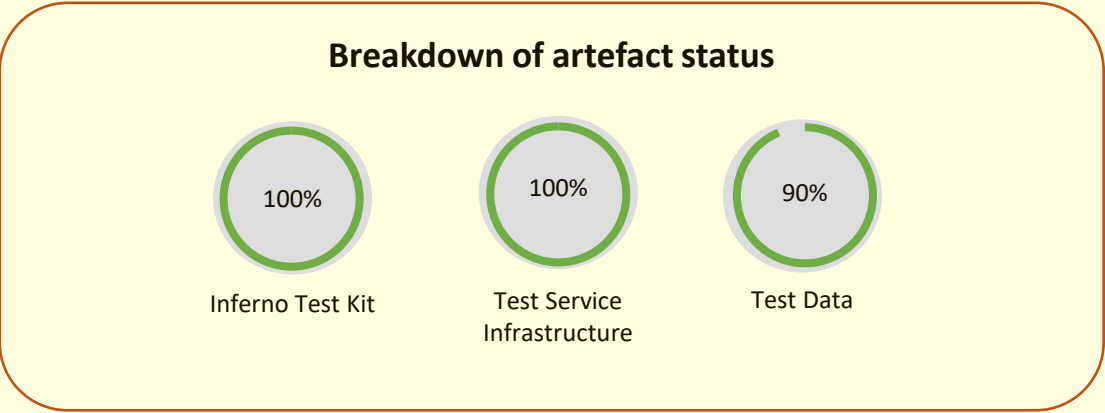 Breakdown of artefact status
100%
100%
90%
Inferno Test Kit
Test Service
Infrastructure
Test Data